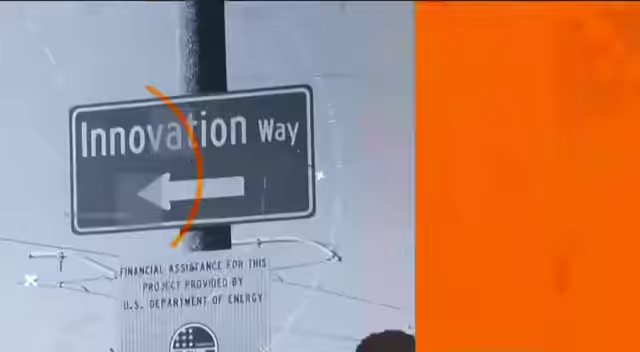 Innovation Way
FINANCIAL ASSISTANCE FOR THIS
PROJECT PROVIDED BY
U.S. DEPARTMENT OF ENERGY